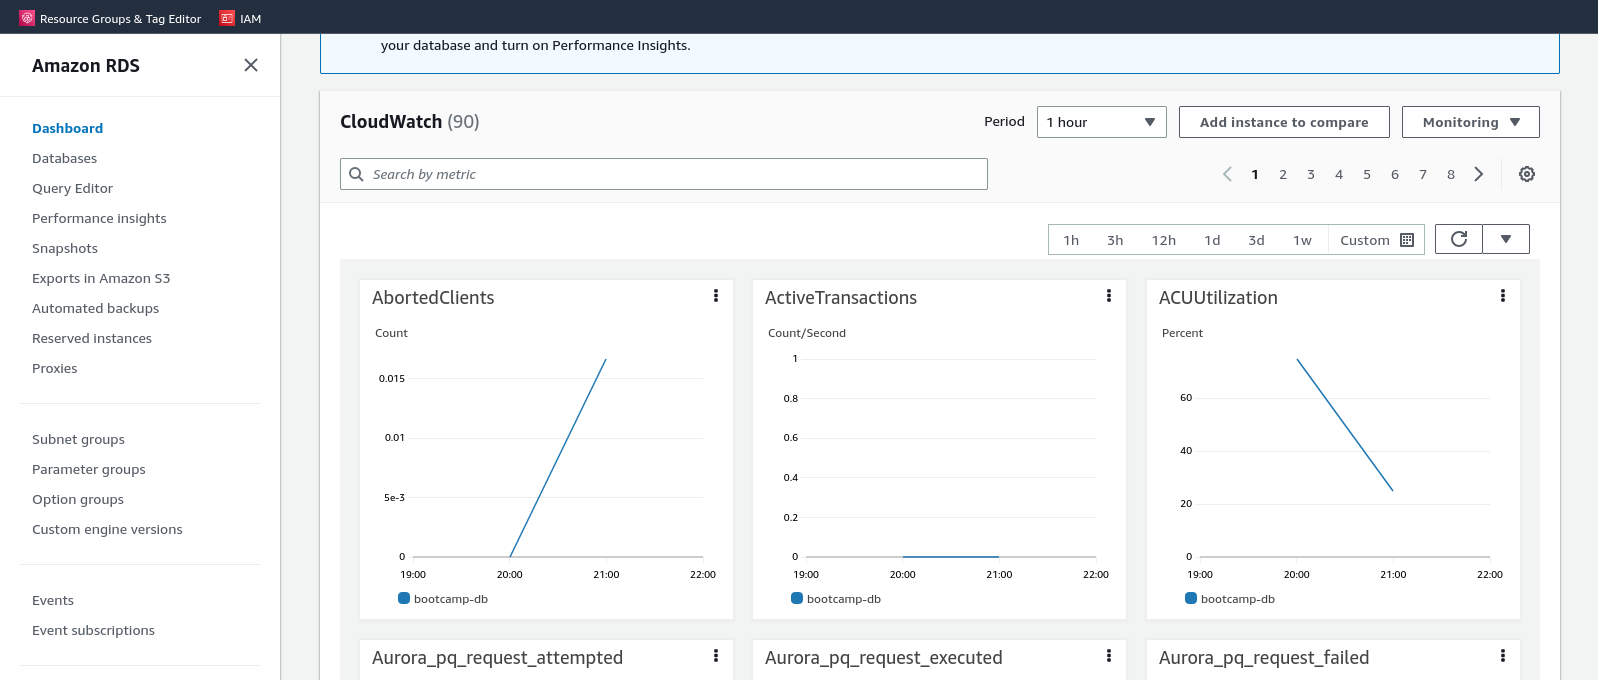 Resource Groups & Tag Editor IAM
Amazon RDS
Dashboard
Databases
Query Editor
Performance insights
Snapshots
Exports in Amazon S3
Automated backups
Reserved instances
Proxies
Subnet groups
Parameter groups
Option groups
Custom engine versions
Events
Event subscriptions
your database and turn on Performance Insights.
CloudWatch (90)
Period 1 hour Add instance to compare Monitoring
Search by metric
1 2 3 4 5 6 7 8
1h 3h 12h 1d 3d 1w Custom
AbortedClients
Count
0.015
0.01
5e-3
0
19:00 20:00 21:00 22:00
bootcamp-db
ActiveTransactions
Count/Second
1
0.8
0.6
0.4
0.2
0
19:00 20:00 21:00 22:00
bootcamp-db
ACUUtilization
Percent
60
40
20
0
19:00 20:00 21:00 22:00
bootcamp-db
Aurora_pq_request_attempted
Aurora_pq_request_executed
Aurora_pq_request_failed